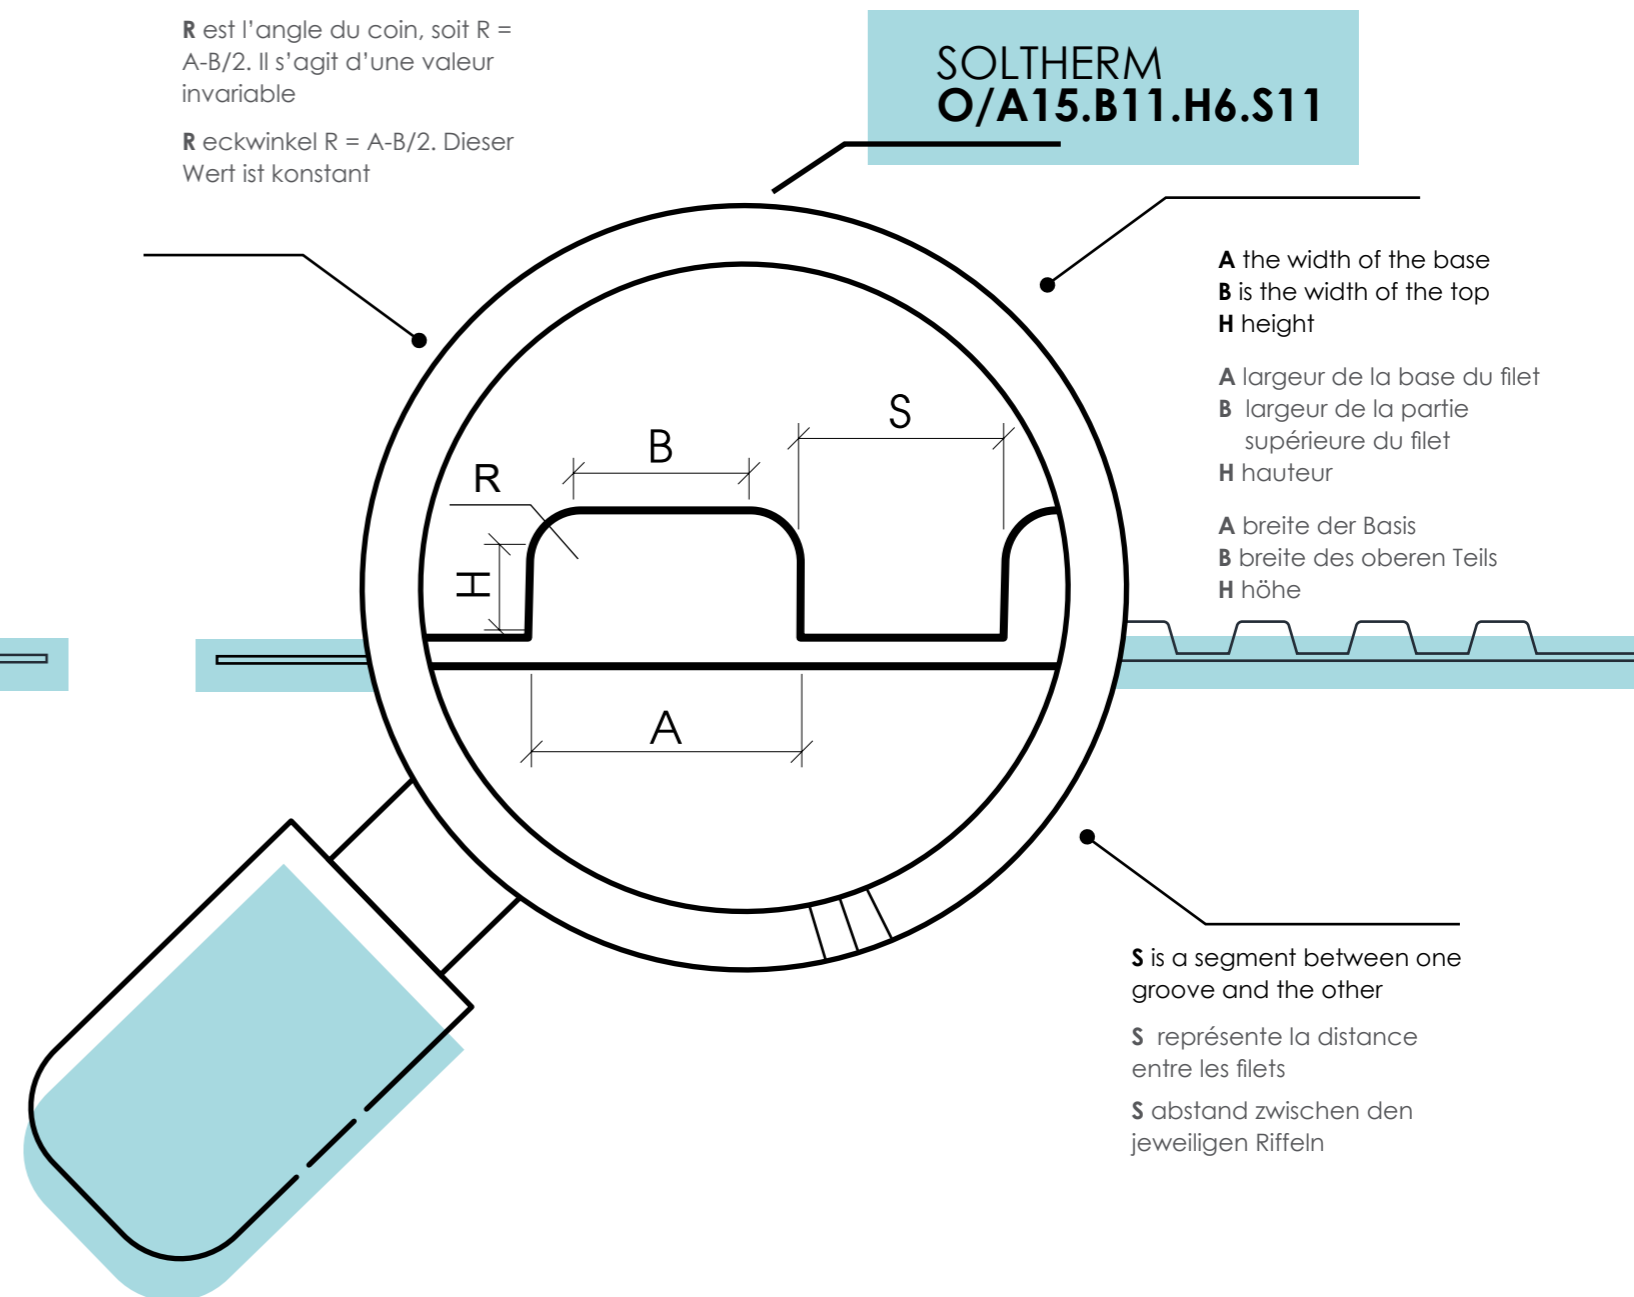 R est l'angle du coin, soit R =
A-B/2. Il s'agit d'une valeur
invariable
R eckwinkel R = A-B/2. Dieser
Wert ist konstant
SOLTHERM
O/A15.B11.H6.S11
A the width of the base
B is the width of the top
H height
A largeur de la base du filet
B largeur de la partie
supérieure du filet
H hauteur
A breite der Basis
B breite des oberen Teils
H höhe
S
B
R
H
A
S is a segment between one
groove and the other
S représente la distance
entre les filets
S abstand zwischen den
jeweiligen Riffeln